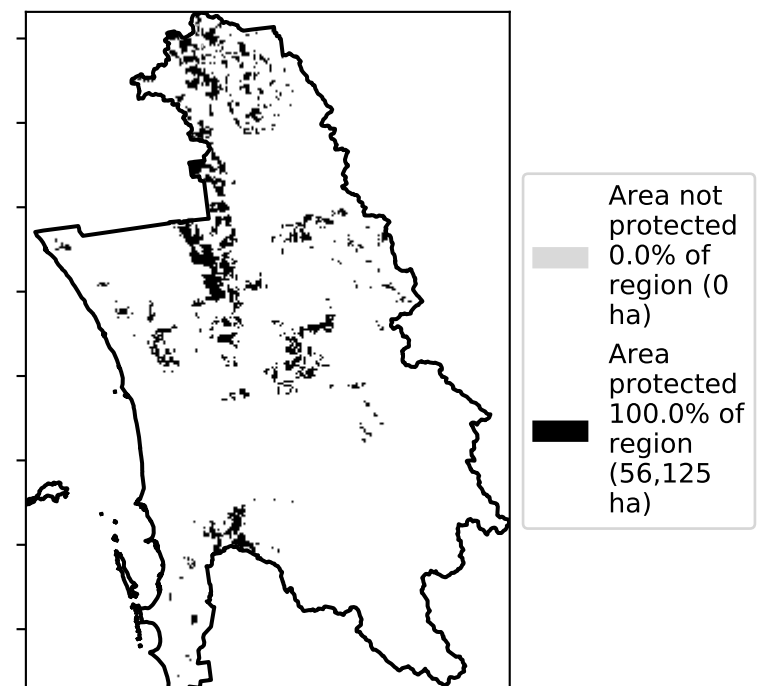 Area not
protected
0.0% of
region (0
ha)
Area
protected
100.0% of
region
(56,125
ha)